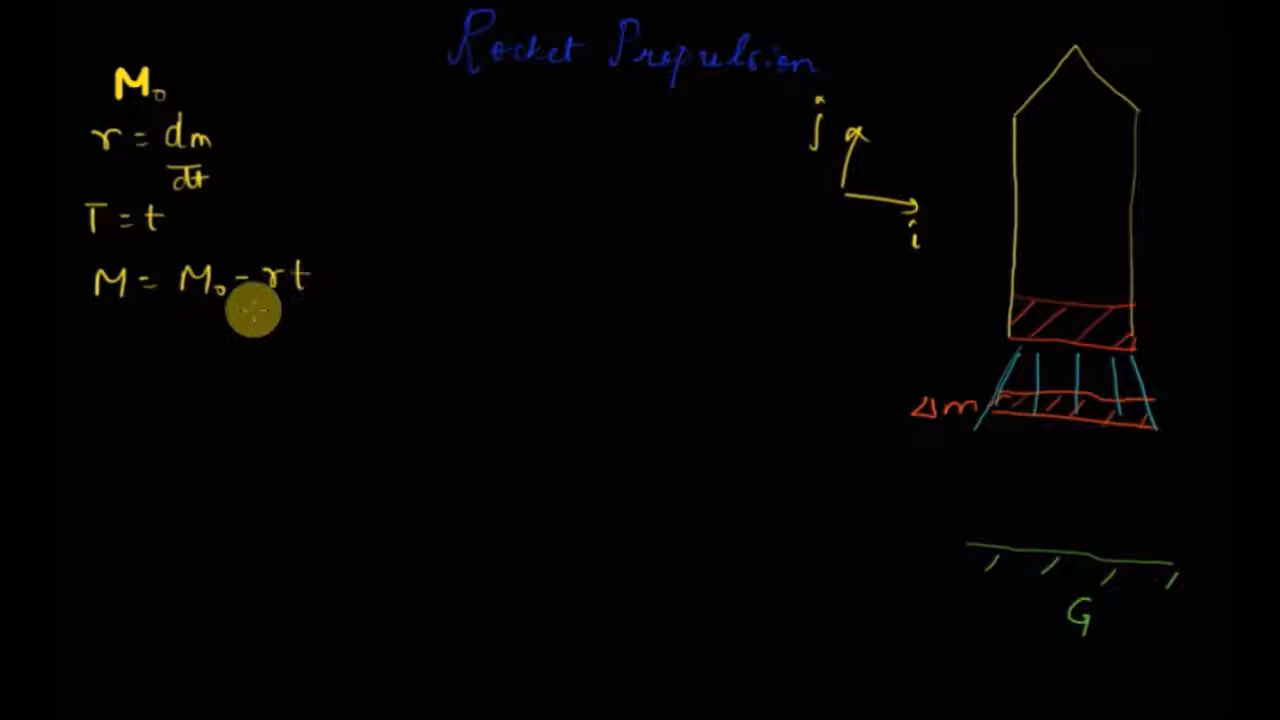 Rocket Propulsion
M₀
r = dm
dt
T = t
M = M₀ - rt
ĵ
î
Δm
G